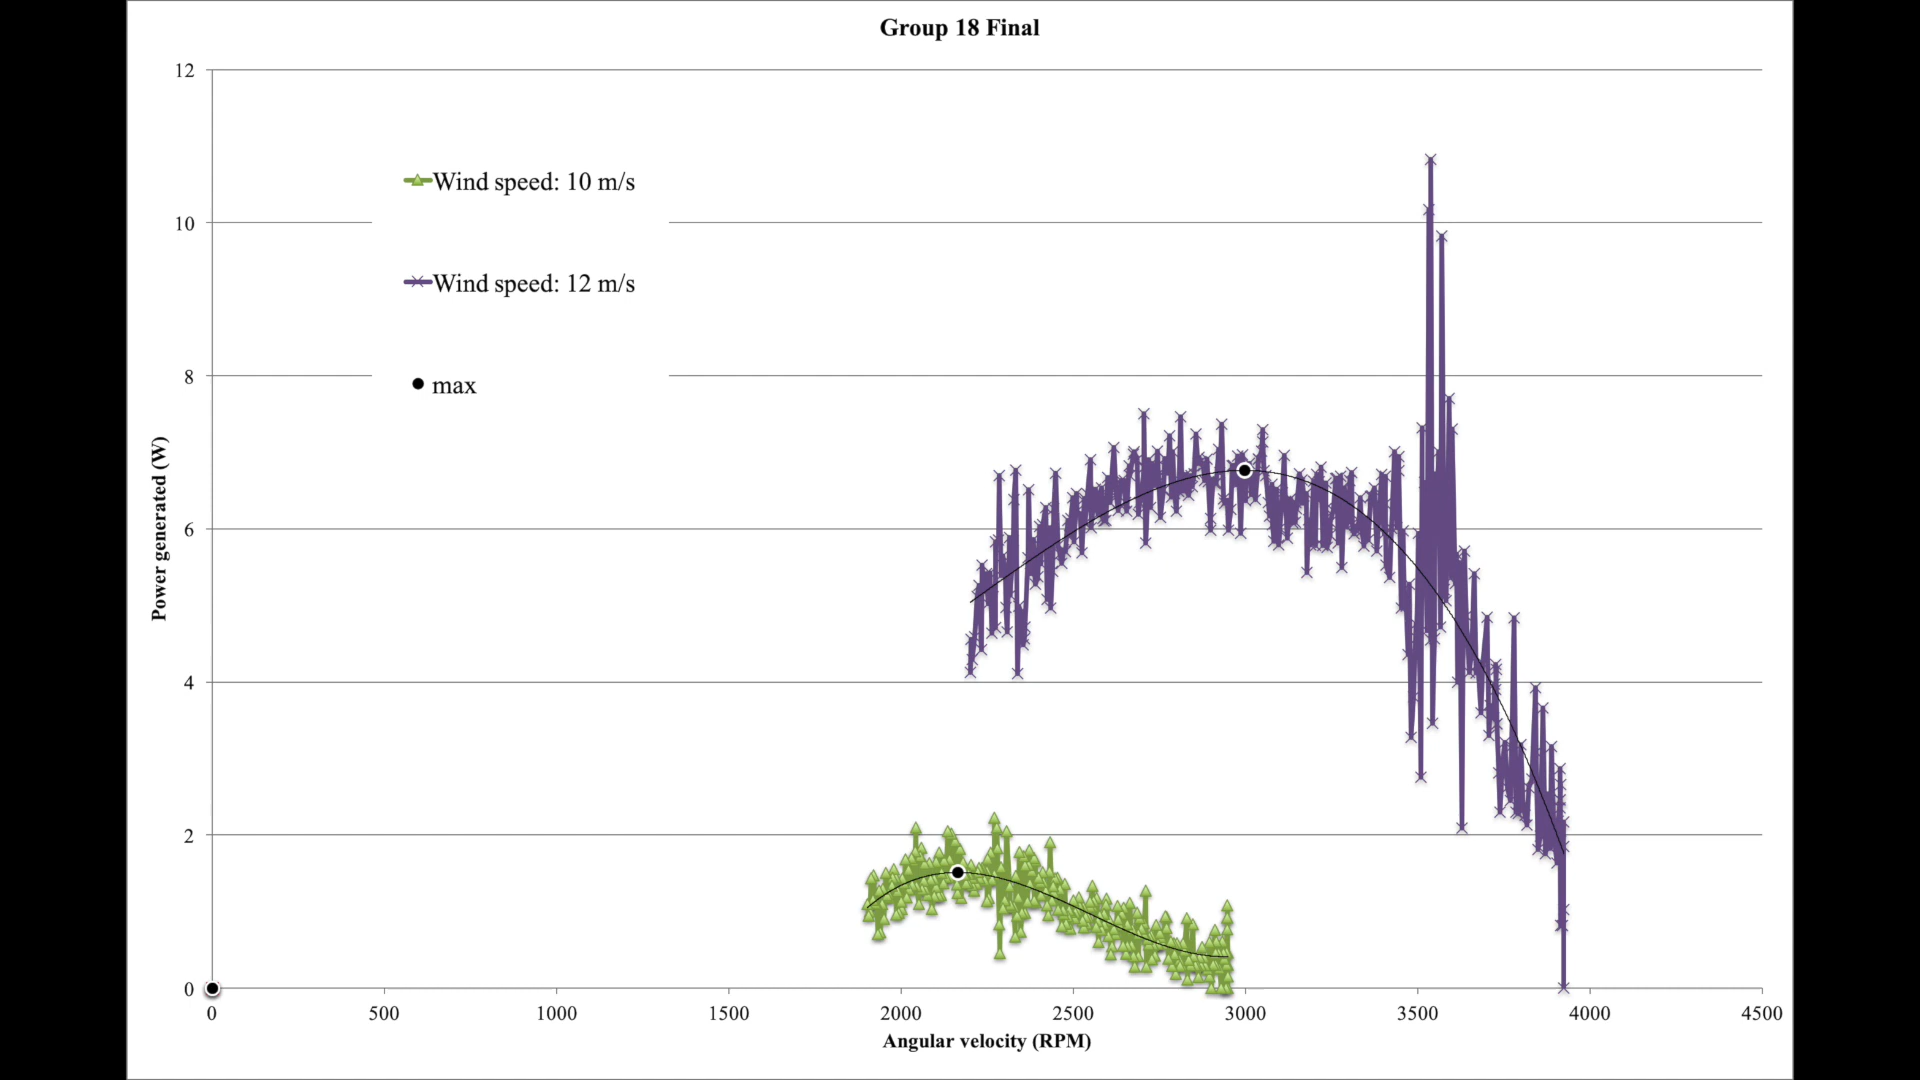 Group 18 Final
12
10
8
6
4
2
0
Power generated (W)
Wind speed: 10 m/s
Wind speed: 12 m/s
max
0 500 1000 1500 2000 2500 3000 3500 4000 4500
Angular velocity (RPM)